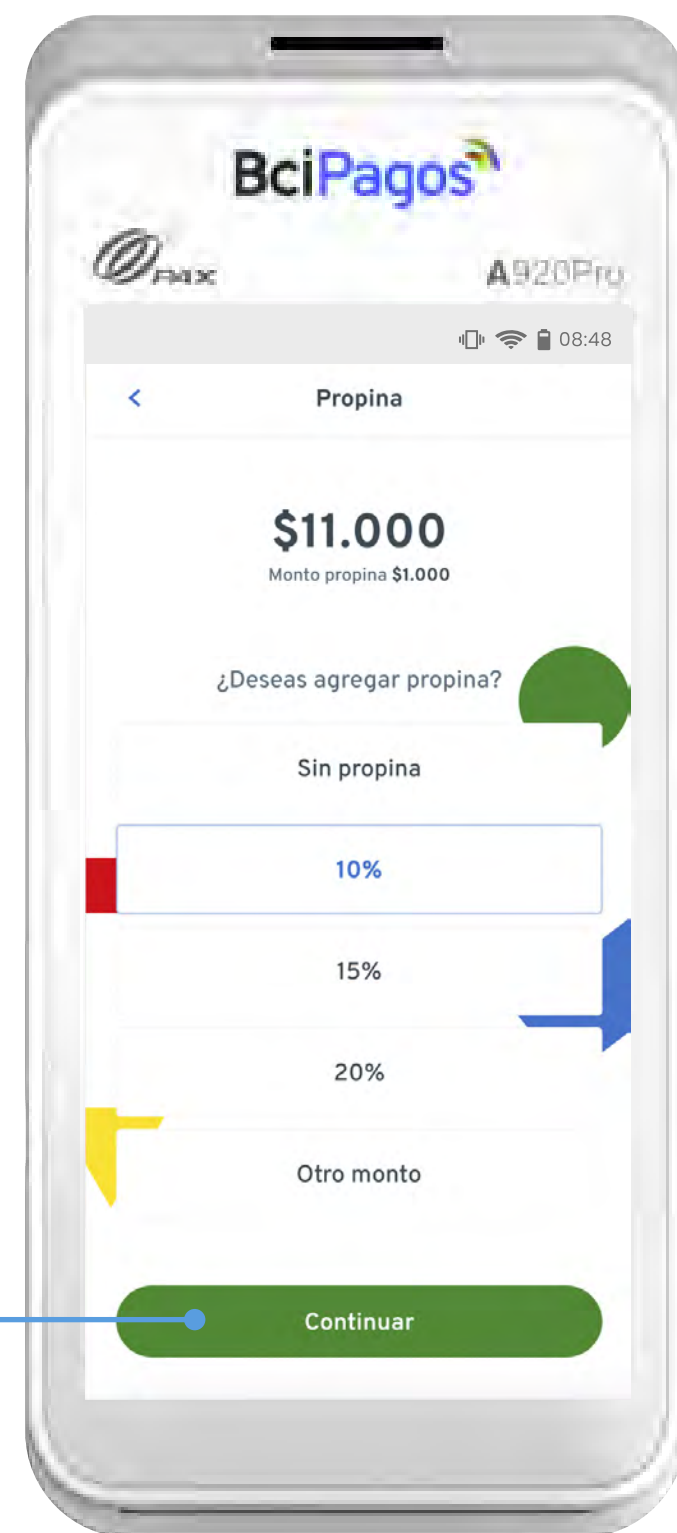 BciPagos
PAX
A920Pro
08:48
Propina
$11.000
Monto propina $1.000
¿Deseas agregar propina?
Sin propina
10%
15%
20%
Otro monto
Continuar